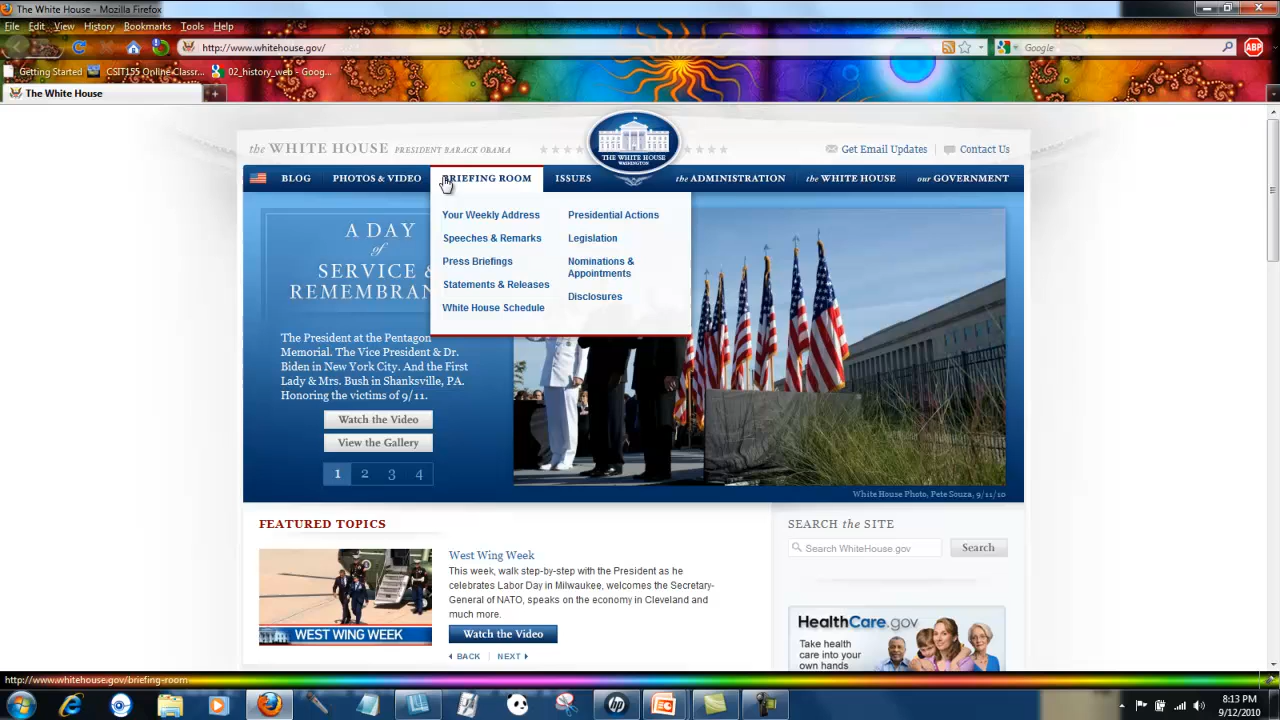 The White House - Mozilla Firefox
File Edit View History Bookmarks Tools Help
http://www.whitehouse.gov/
Google
ABP
Getting Started
CSIT155 Online Classr...
02_history_web - Goog...
The White House
the WHITE HOUSE PRESIDENT BARACK OBAMA
THE WHITE HOUSE
WASHINGTON
Get Email Updates
Contact Us
BLOG
PHOTOS & VIDEO
BRIEFING ROOM
ISSUES
the ADMINISTRATION
the WHITE HOUSE
our GOVERNMENT
Your Weekly Address
Speeches & Remarks
Press Briefings
Statements & Releases
White House Schedule
Presidential Actions
Legislation
Nominations &
Appointments
Disclosures
A DAY
of
SERVICE &
REMEMBRAN
The President at the Pentagon
Memorial. The Vice President & Dr.
Biden in New York City. And the First
Lady & Mrs. Bush in Shanksville, PA.
Honoring the victims of 9/11.
Watch the Video
View the Gallery
1 2 3 4
White House Photo, Pete Souza, 9/11/10
FEATURED TOPICS
WEST WING WEEK
West Wing Week
This week, walk step-by-step with the President as he
celebrates Labor Day in Milwaukee, welcomes the Secretary-
General of NATO, speaks on the economy in Cleveland and
much more.
Watch the Video
BACK
NEXT
SEARCH the SITE
Search WhiteHouse.gov
Search
HealthCare.gov
Take health
care into your
own hands
http://www.whitehouse.gov/briefing-room
hp
8:13 PM
9/12/2010